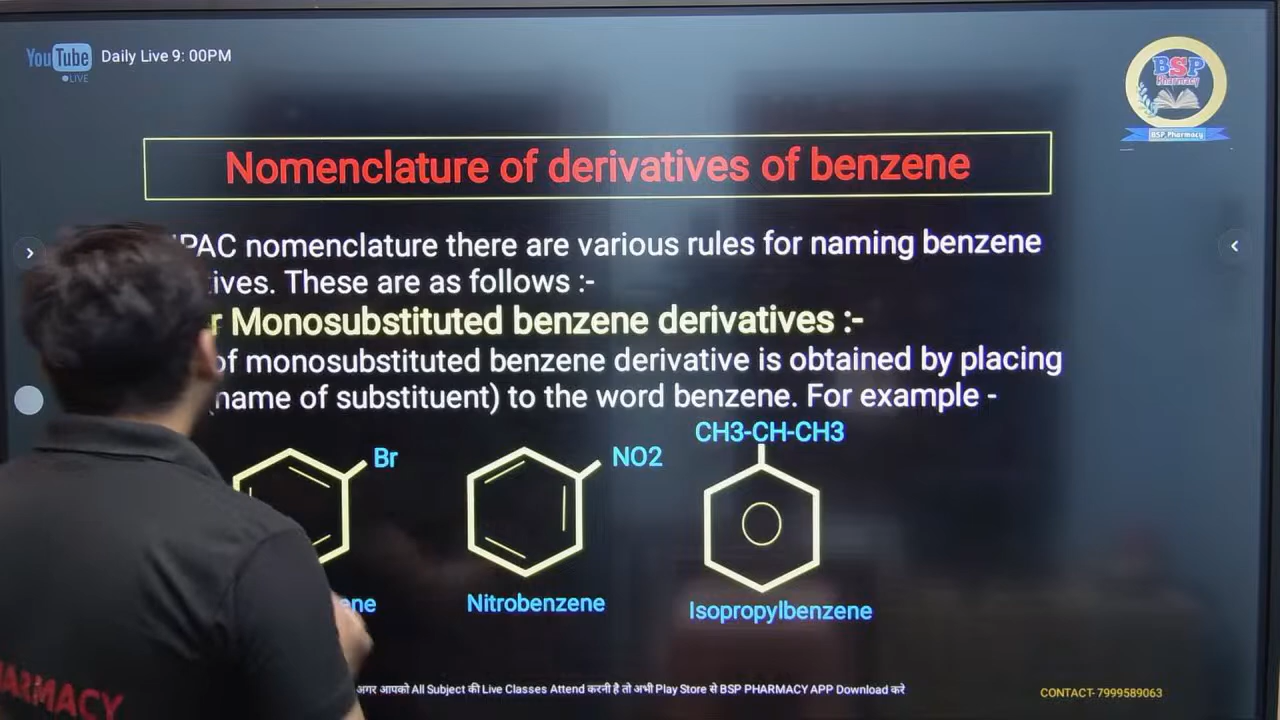 YouTube Daily Live 9: 00PM
LIVE
BSP
Pharmacy
BSP Pharmacy
Nomenclature of derivatives of benzene
PAC nomenclature there are various rules for naming benzene
tives. These are as follows :-
r Monosubstituted benzene derivatives :-
of monosubstituted benzene derivative is obtained by placing
(name of substituent) to the word benzene. For example -
CH3-CH-CH3
Br NO2
ene Nitrobenzene Isopropylbenzene
अगर आपको All Subject की Live Classes Attend करनी है तो अभी Play Store से BSP PHARMACY APP Download करे
CONTACT- 7999589063
ARMACY